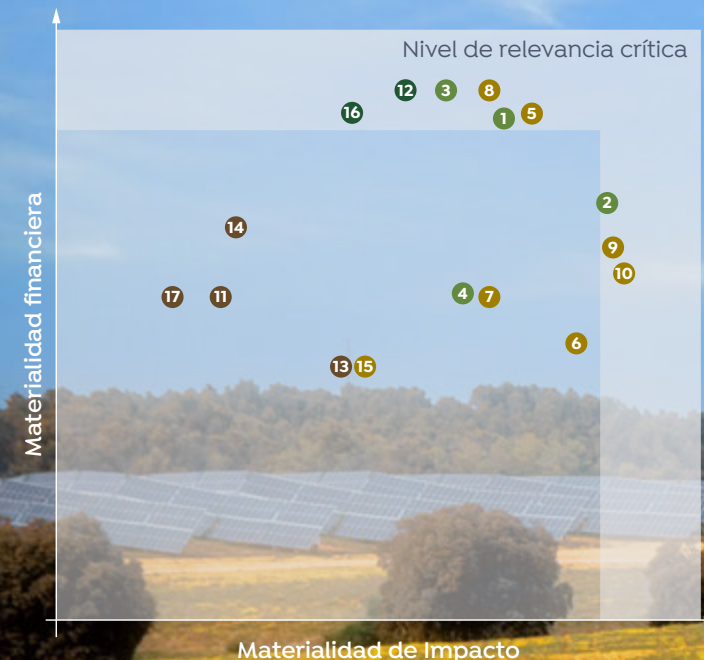 Nivel de relevancia crítica
12 3 8
16 1 5
2
14
9
10
17 11 4 7
6
13 15
Materialidad financiera
Materialidad de Impacto